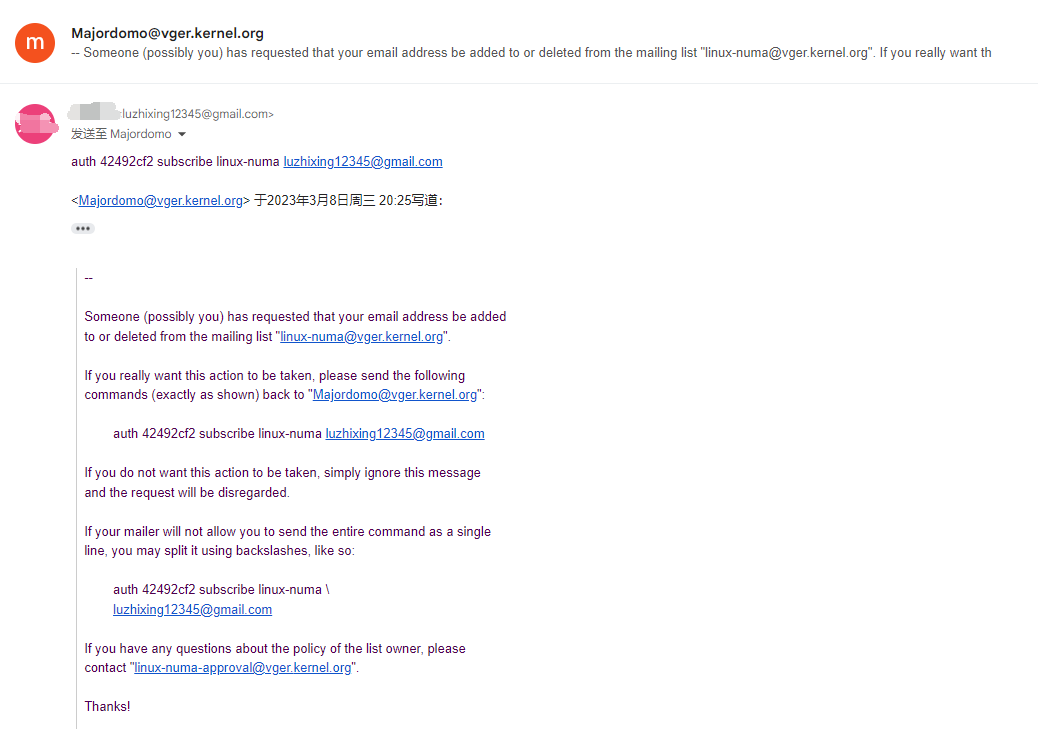 m
Majordomo@vger.kernel.org
-- Someone (possibly you) has requested that your email address be added to or deleted from the mailing list "linux-numa@vger.kernel.org". If you really want th
luzhixing12345@gmail.com>
发送至 Majordomo
auth 42492cf2 subscribe linux-numa luzhixing12345@gmail.com
<Majordomo@vger.kernel.org> 于2023年3月8日周三 20:25写道：
--
Someone (possibly you) has requested that your email address be added
to or deleted from the mailing list "linux-numa@vger.kernel.org".
If you really want this action to be taken, please send the following
commands (exactly as shown) back to "Majordomo@vger.kernel.org":
auth 42492cf2 subscribe linux-numa luzhixing12345@gmail.com
If you do not want this action to be taken, simply ignore this message
and the request will be disregarded.
If your mailer will not allow you to send the entire command as a single
line, you may split it using backslashes, like so:
auth 42492cf2 subscribe linux-numa \
luzhixing12345@gmail.com
If you have any questions about the policy of the list owner, please
contact "linux-numa-approval@vger.kernel.org".
Thanks!